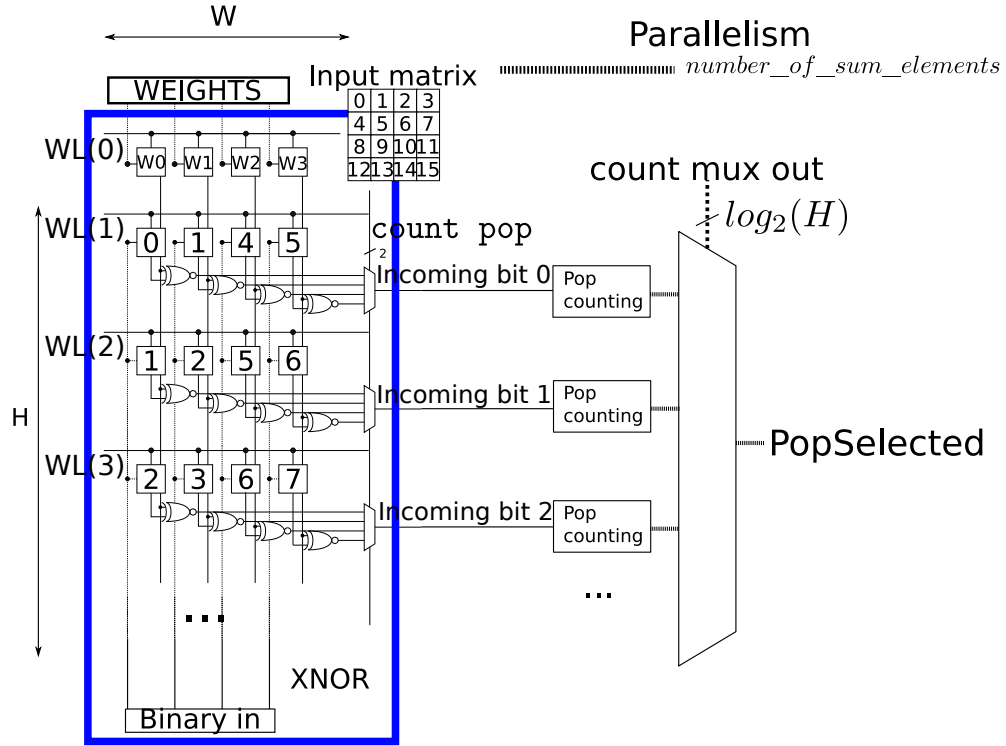 W
Parallelism
number_of_sum_elements
WEIGHTS
Input matrix
0 1 2 3
4 5 6 7
8 9 10 11
12 13 14 15
WL(0)
W0 W1 W2 W3
count mux out
log2(H)
WL(1)
0 1 4 5
count pop
2
Incoming bit 0
Pop
counting
WL(2)
1 2 5 6
Incoming bit 1
Pop
counting
H
PopSelected
WL(3)
2 3 6 7
Incoming bit 2
Pop
counting
...
...
XNOR
Binary in